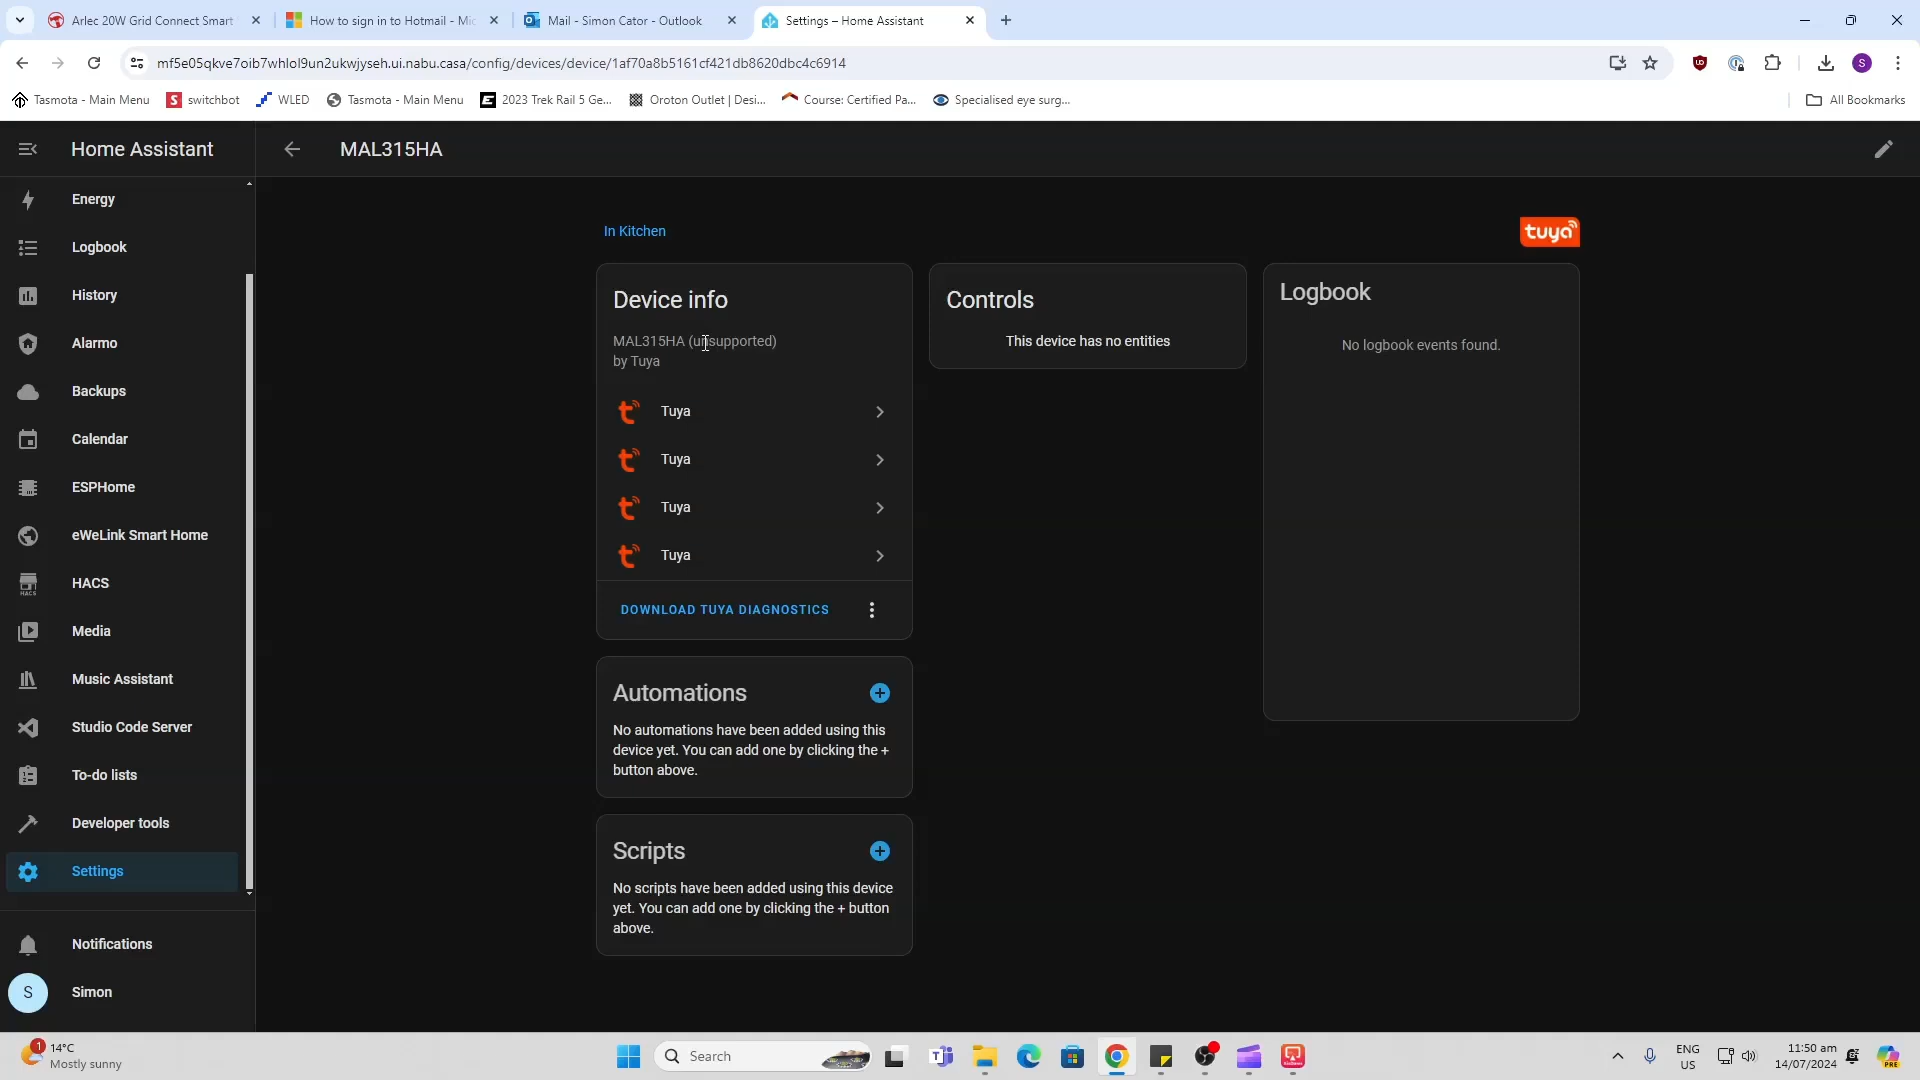 Arlec 20W Grid Connect Smart
How to sign in to Hotmail - Mic
Mail - Simon Cator - Outlook
Settings – Home Assistant
mf5e05qkve7oib7whlol9un2ukwjyseh.ui.nabu.casa/config/devices/device/1af70a8b5161cf421db8620dbc4c6914
S
Tasmota - Main Menu
switchbot
WLED
Tasmota - Main Menu
2023 Trek Rail 5 Ge...
Oroton Outlet | Desi...
Course: Certified Pa...
Specialised eye surg...
All Bookmarks
Home Assistant
MAL315HA
Energy
Logbook
History
Alarmo
Backups
Calendar
ESPHome
eWeLink Smart Home
HACS
Media
Music Assistant
Studio Code Server
To-do lists
Developer tools
Settings
Notifications
S
Simon
In Kitchen
tuya
Device info
MAL315HA (unsupported)
by Tuya
Tuya
Tuya
Tuya
Tuya
DOWNLOAD TUYA DIAGNOSTICS
Automations
No automations have been added using this
device yet. You can add one by clicking the +
button above.
Scripts
No scripts have been added using this device
yet. You can add one by clicking the + button
above.
Controls
This device has no entities
Logbook
No logbook events found.
1
14°C
Mostly sunny
Search
ENG
US
11:50 am
14/07/2024
PRE